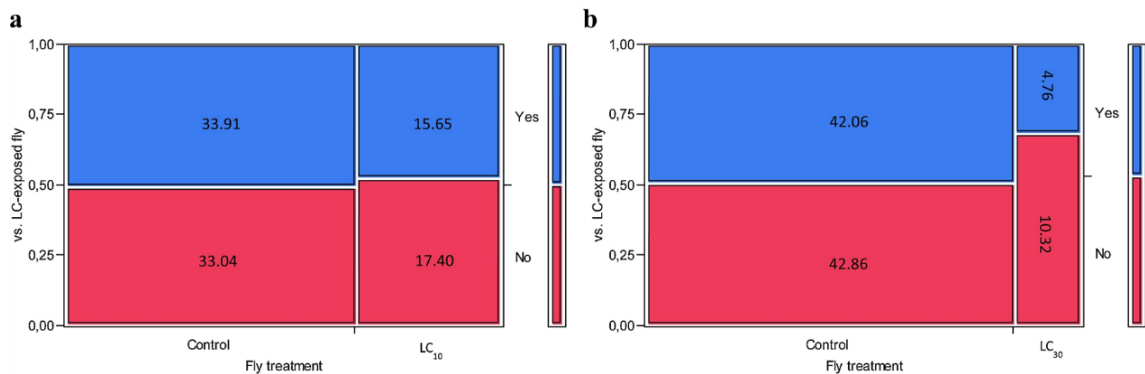 a
vs. LC-exposed fly
1,00
0,75
0,50
0,25
0,00
33.91
15.65
33.04
17.40
Yes
No
Control
LC10
Fly treatment
b
vs. LC-exposed fly
1,00
0,75
0,50
0,25
0,00
42.06
4.76
42.86
10.32
Yes
No
Control
LC30
Fly treatment